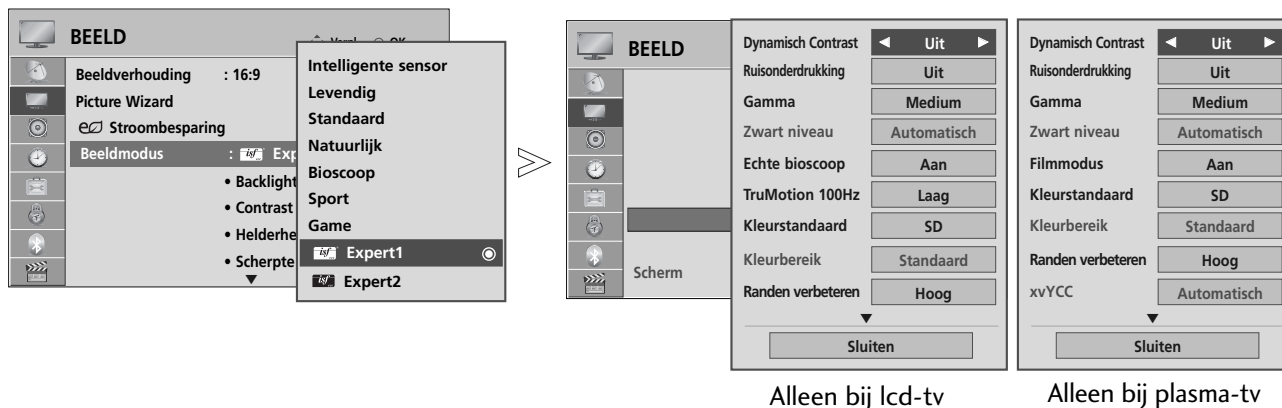 BEELD
Beeldverhouding : 16:9
Picture Wizard
Stroombesparing
Beeldmodus : isf
• Backlight
• Contrast
OK
Intelligente sensor
Levendig
Standaard
Natuurlijk
Bioscoop
Sport
Game
isf Expert1
isf Expert2
BEELD
Scherm
Dynamisch Contrast ◀ Uit ▶
Ruisonderdrukking Uit
Gamma Medium
Zwart niveau Automatisch
Echte bioscoop Aan
TruMotion 100Hz Laag
Kleurstandaard SD
Kleurbereik Standaard
Randen verbeteren Hoog
▼
Sluiten
Alleen bij lcd-tv
Dynamisch Contrast ◀ Uit ▶
Ruisonderdrukking Uit
Gamma Medium
Zwart niveau Automatisch
Filmmodus Aan
Kleurstandaard SD
Kleurbereik Standaard
Randen verbeteren Hoog
xvYCC Automatisch
▼
Sluiten
Alleen bij plasma-tv